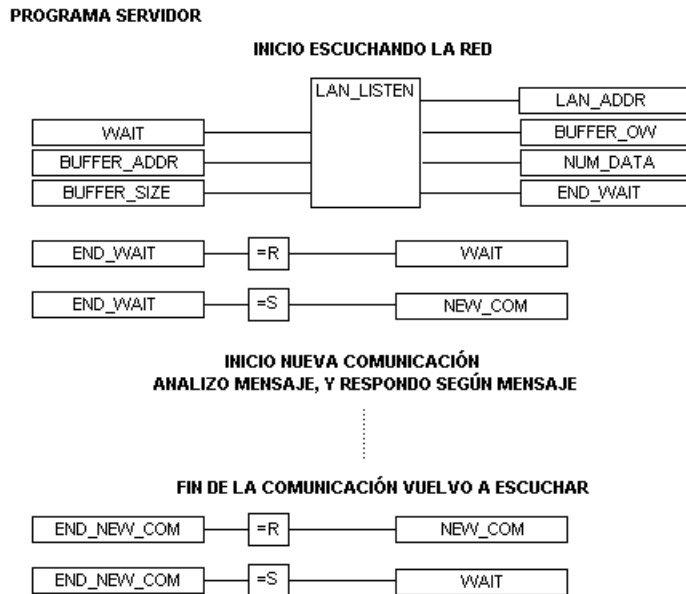 PROGRAMA SERVIDOR
INICIO ESCUCHANDO LA RED
LAN_LISTEN
LAN_ADDR
WAIT
BUFFER_OW
BUFFER_ADDR
NUM_DATA
BUFFER_SIZE
END_WAIT
END_WAIT =R WAIT
END_WAIT =S NEW_COM
INICIO NUEVA COMUNICACIÓN
ANALIZO MENSAJE, Y RESPONDO SEGÚN MENSAJE
FIN DE LA COMUNICACIÓN VUELVO A ESCUCHAR
END_NEW_COM =R NEW_COM
END_NEW_COM =S WAIT